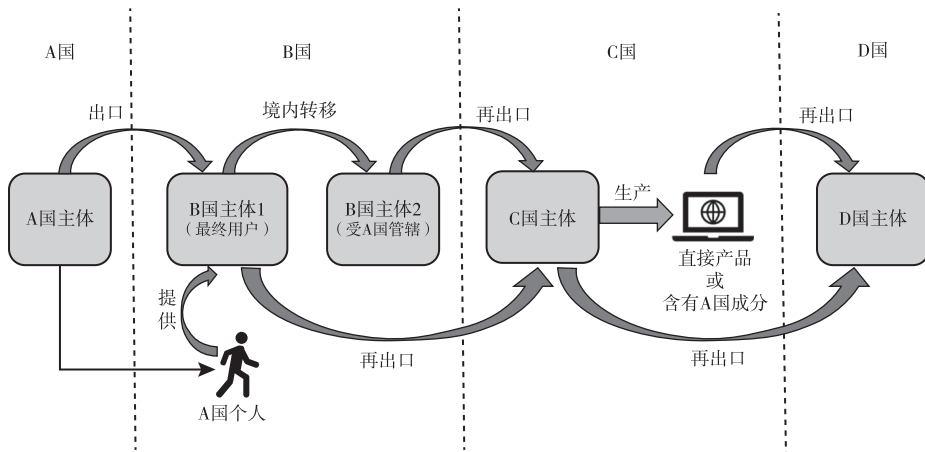 A国
B国
C国
D国
出口
境内转移
再出口
再出口
A国主体
B国主体1
（最终用户）
B国主体2
（受A国管辖）
C国主体
生产
直接产品
或
含有A国成分
D国主体
提
供
A国个人
再出口
再出口